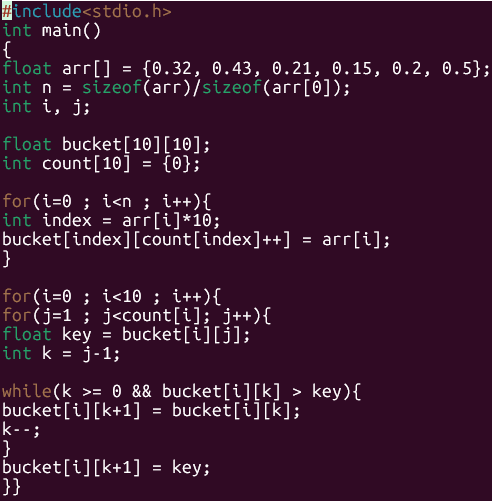 #include<stdio.h>
int main()
{
float arr[] = {0.32, 0.43, 0.21, 0.15, 0.2, 0.5};
int n = sizeof(arr)/sizeof(arr[0]);
int i, j;

float bucket[10][10];
int count[10] = {0};

for(i=0 ; i<n ; i++){
int index = arr[i]*10;
bucket[index][count[index]++] = arr[i];
}

for(i=0 ; i<10 ; i++){
for(j=1 ; j<count[i]; j++){
float key = bucket[i][j];
int k = j-1;

while(k >= 0 && bucket[i][k] > key){
bucket[i][k+1] = bucket[i][k];
k--;
}
bucket[i][k+1] = key;
}}